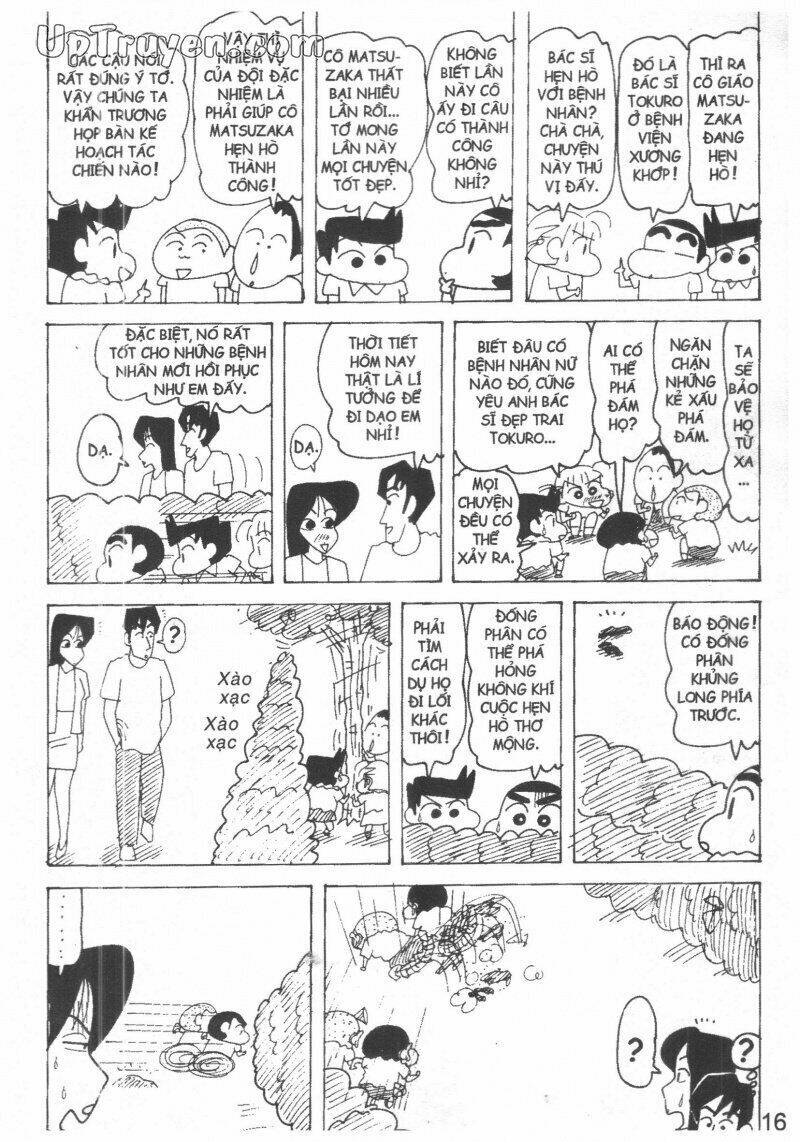 UpTruyen.com
THÌ RA
CÔ GIÁO
MATSU-
ZAKA
ĐANG
HẸN
HÒ!
ĐÓ LÀ
BÁC SĨ
TOKURO
Ở BỆNH
VIỆN
XƯƠNG
KHỚP!
BÁC SĨ
HẸN HÒ
VỚI BỆNH
NHÂN?
CHÀ CHÀ,
CHUYỆN
NÀY THÚ
VỊ ĐẤY.
KHÔNG
BIẾT LẦN
NÀY CÔ
ẤY ĐI CÂU
CÓ THÀNH
CÔNG
KHÔNG
NHỈ?
CÔ MATSU-
ZAKA THẤT
BẠI NHIỀU
LẦN RỒI...
TỚ MONG
LẦN NÀY
MỌI CHUYỆN
TỐT ĐẸP.
VẬY THÌ
NHIỆM VỤ
CỦA ĐỘI ĐẶC
NHIỆM LÀ
PHẢI GIÚP CÔ
MATSUZAKA
HẸN HÒ
THÀNH
CÔNG!
CÁC CẬU NÓI
RẤT ĐÚNG Ý TỚ.
VẬY CHÚNG TA
KHẨN TRƯƠNG
HỌP BÀN KẾ
HOẠCH TÁC
CHIẾN NÀO!
TA
SẼ
BẢO
VỆ
HỌ
TỪ
XA
...
NGĂN
CHẶN
NHỮNG
KẺ XẤU
PHÁ
ĐÁM.
AI CÓ
THỂ
PHÁ
ĐÁM
HỌ?
BIẾT ĐÂU CÓ
BỆNH NHÂN NỮ
NÀO ĐÓ, CŨNG
YÊU ANH BÁC
SĨ ĐẸP TRAI
TOKURO...
MỌI
CHUYỆN
ĐỀU CÓ
THỂ
XẢY RA.
THỜI TIẾT
HÔM NAY
THẬT LÀ LÍ
TƯỞNG ĐỂ
ĐI DẠO EM
NHỈ!
DẠ.
ĐẶC BIỆT, NÓ RẤT
TỐT CHO NHỮNG BỆNH
NHÂN MỚI HỒI PHỤC
NHƯ EM ĐẤY.
DẠ.
BÁO ĐỘNG!
CÓ ĐỐNG
PHÂN
KHỦNG
LONG PHÍA
TRƯỚC.
ĐỐNG
PHÂN CÓ
THỂ PHÁ
HỎNG
KHÔNG KHÍ
CUỘC HẸN
HÒ THƠ
MỘNG.
PHẢI
TÌM
CÁCH
DỤ HỌ
ĐI LỐI
KHÁC
THÔI!
Xào
xạc
Xào
xạc
?
?
?
......
16